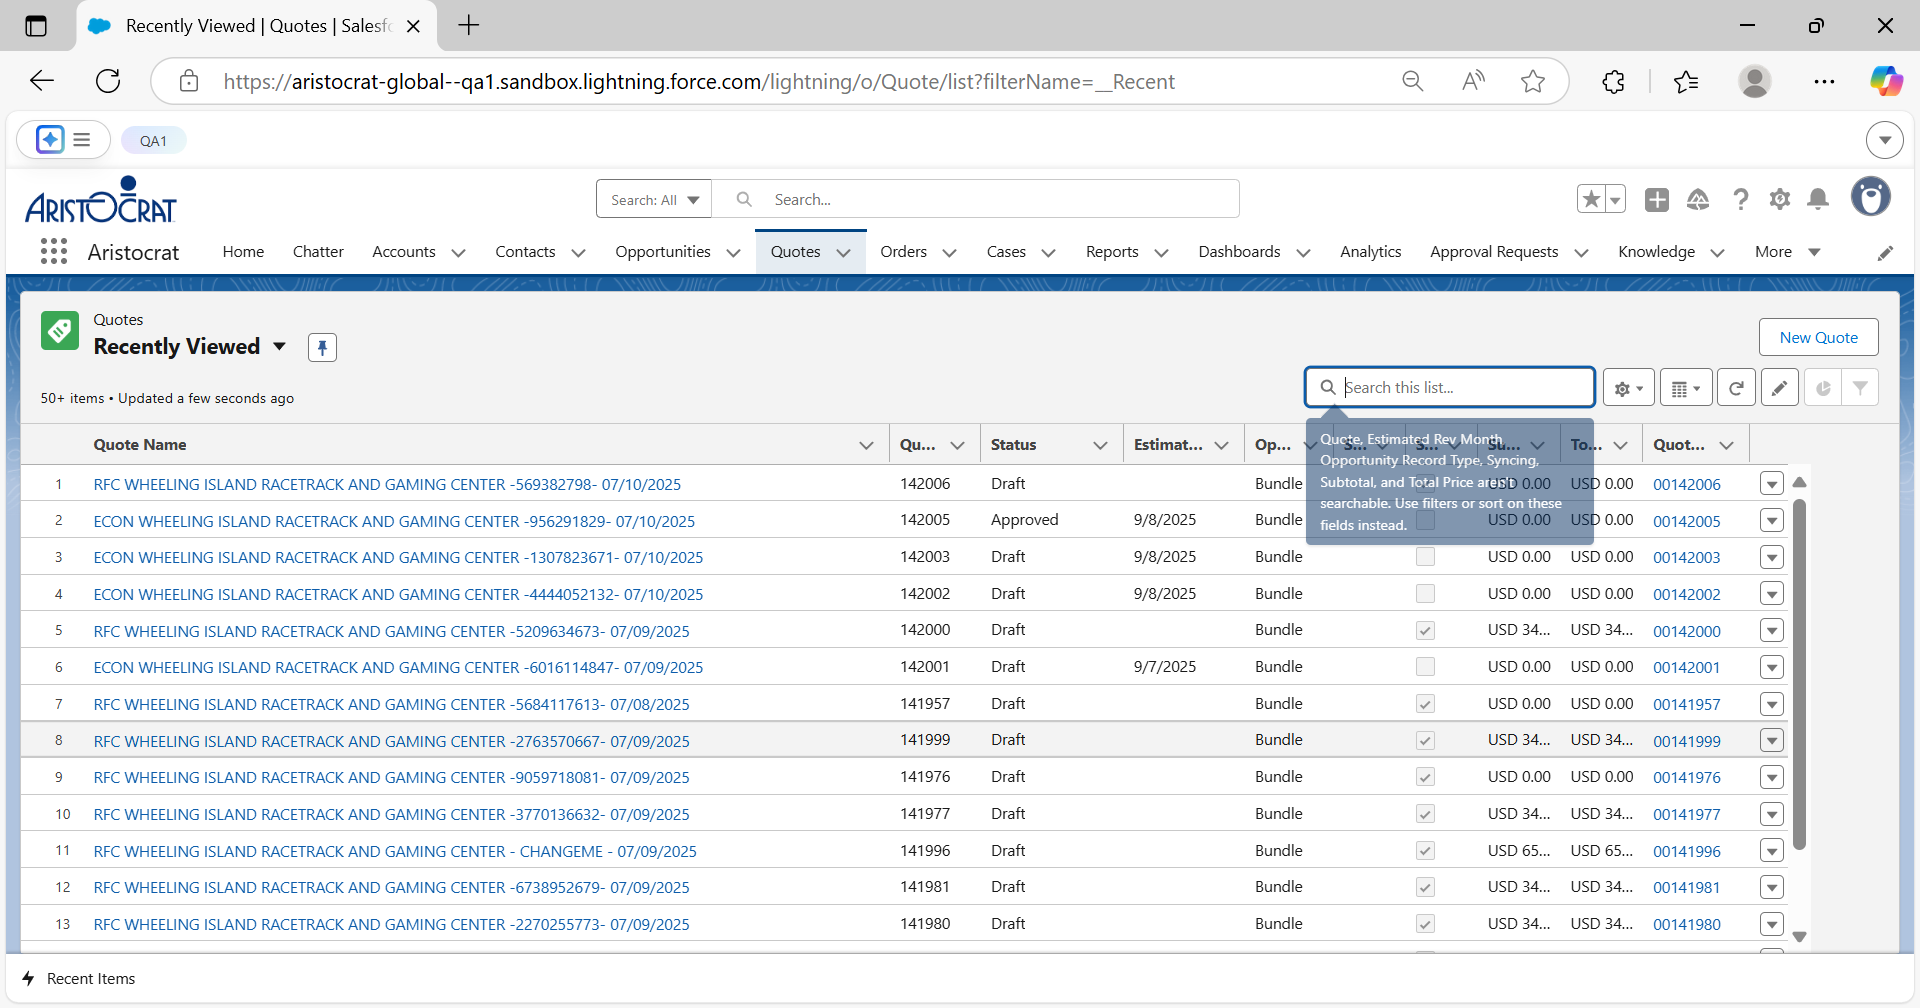 Recently Viewed | Quotes | Salesfo
https://aristocrat-global--qa1.sandbox.lightning.force.com/lightning/o/Quote/list?filterName=__Recent
QA1
ARISTOCRAT
Search: All
Search...
Aristocrat
Home
Chatter
Accounts
Contacts
Opportunities
Quotes
Orders
Cases
Reports
Dashboards
Analytics
Approval Requests
Knowledge
More
Quotes
Recently Viewed
New Quote
50+ items • Updated a few seconds ago
Search this list...
Quote, Estimated Rev Month
Opportunity Record Type, Syncing,
Subtotal, and Total Price aren't
searchable. Use filters or sort on these
fields instead.
Quote Name Qu... Status Estimat... Op... S... S... Su... To... Quot...
1 RFC WHEELING ISLAND RACETRACK AND GAMING CENTER -569382798- 07/10/2025 142006 Draft Bundle USD 0.00 USD 0.00 00142006
2 ECON WHEELING ISLAND RACETRACK AND GAMING CENTER -956291829- 07/10/2025 142005 Approved 9/8/2025 Bundle USD 0.00 USD 0.00 00142005
3 ECON WHEELING ISLAND RACETRACK AND GAMING CENTER -1307823671- 07/10/2025 142003 Draft 9/8/2025 Bundle USD 0.00 USD 0.00 00142003
4 ECON WHEELING ISLAND RACETRACK AND GAMING CENTER -4444052132- 07/10/2025 142002 Draft 9/8/2025 Bundle USD 0.00 USD 0.00 00142002
5 RFC WHEELING ISLAND RACETRACK AND GAMING CENTER -5209634673- 07/09/2025 142000 Draft Bundle USD 34... USD 34... 00142000
6 ECON WHEELING ISLAND RACETRACK AND GAMING CENTER -6016114847- 07/09/2025 142001 Draft 9/7/2025 Bundle USD 0.00 USD 0.00 00142001
7 RFC WHEELING ISLAND RACETRACK AND GAMING CENTER -5684117613- 07/08/2025 141957 Draft Bundle USD 0.00 USD 0.00 00141957
8 RFC WHEELING ISLAND RACETRACK AND GAMING CENTER -2763570667- 07/09/2025 141999 Draft Bundle USD 34... USD 34... 00141999
9 RFC WHEELING ISLAND RACETRACK AND GAMING CENTER -9059718081- 07/09/2025 141976 Draft Bundle USD 0.00 USD 0.00 00141976
10 RFC WHEELING ISLAND RACETRACK AND GAMING CENTER -3770136632- 07/09/2025 141977 Draft Bundle USD 34... USD 34... 00141977
11 RFC WHEELING ISLAND RACETRACK AND GAMING CENTER - CHANGEME - 07/09/2025 141996 Draft Bundle USD 65... USD 65... 00141996
12 RFC WHEELING ISLAND RACETRACK AND GAMING CENTER -6738952679- 07/09/2025 141981 Draft Bundle USD 34... USD 34... 00141981
13 RFC WHEELING ISLAND RACETRACK AND GAMING CENTER -2270255773- 07/09/2025 141980 Draft Bundle USD 34... USD 34... 00141980
Recent Items